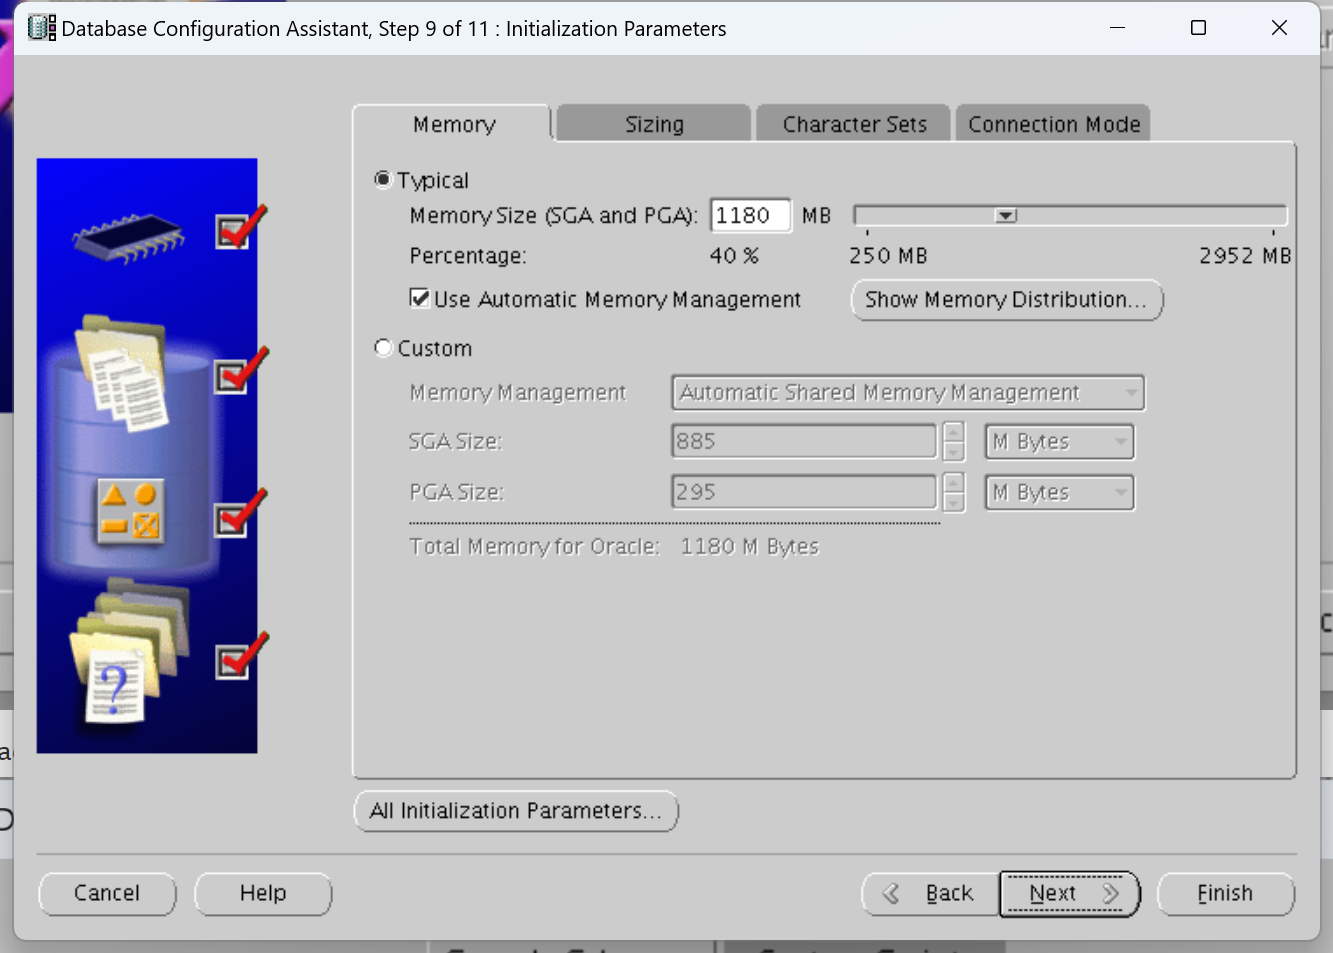 Database Configuration Assistant, Step 9 of 11 : Initialization Parameters
Memory
Sizing
Character Sets
Connection Mode
Typical
Memory Size (SGA and PGA): 1180 MB
Percentage: 40 % 250 MB 2952 MB
Use Automatic Memory Management Show Memory Distribution...
Custom
Memory Management Automatic Shared Memory Management
SGA Size: 885 M Bytes
PGA Size: 295 M Bytes
Total Memory for Oracle: 1180 M Bytes
?
All Initialization Parameters...
Cancel Help Back Next Finish